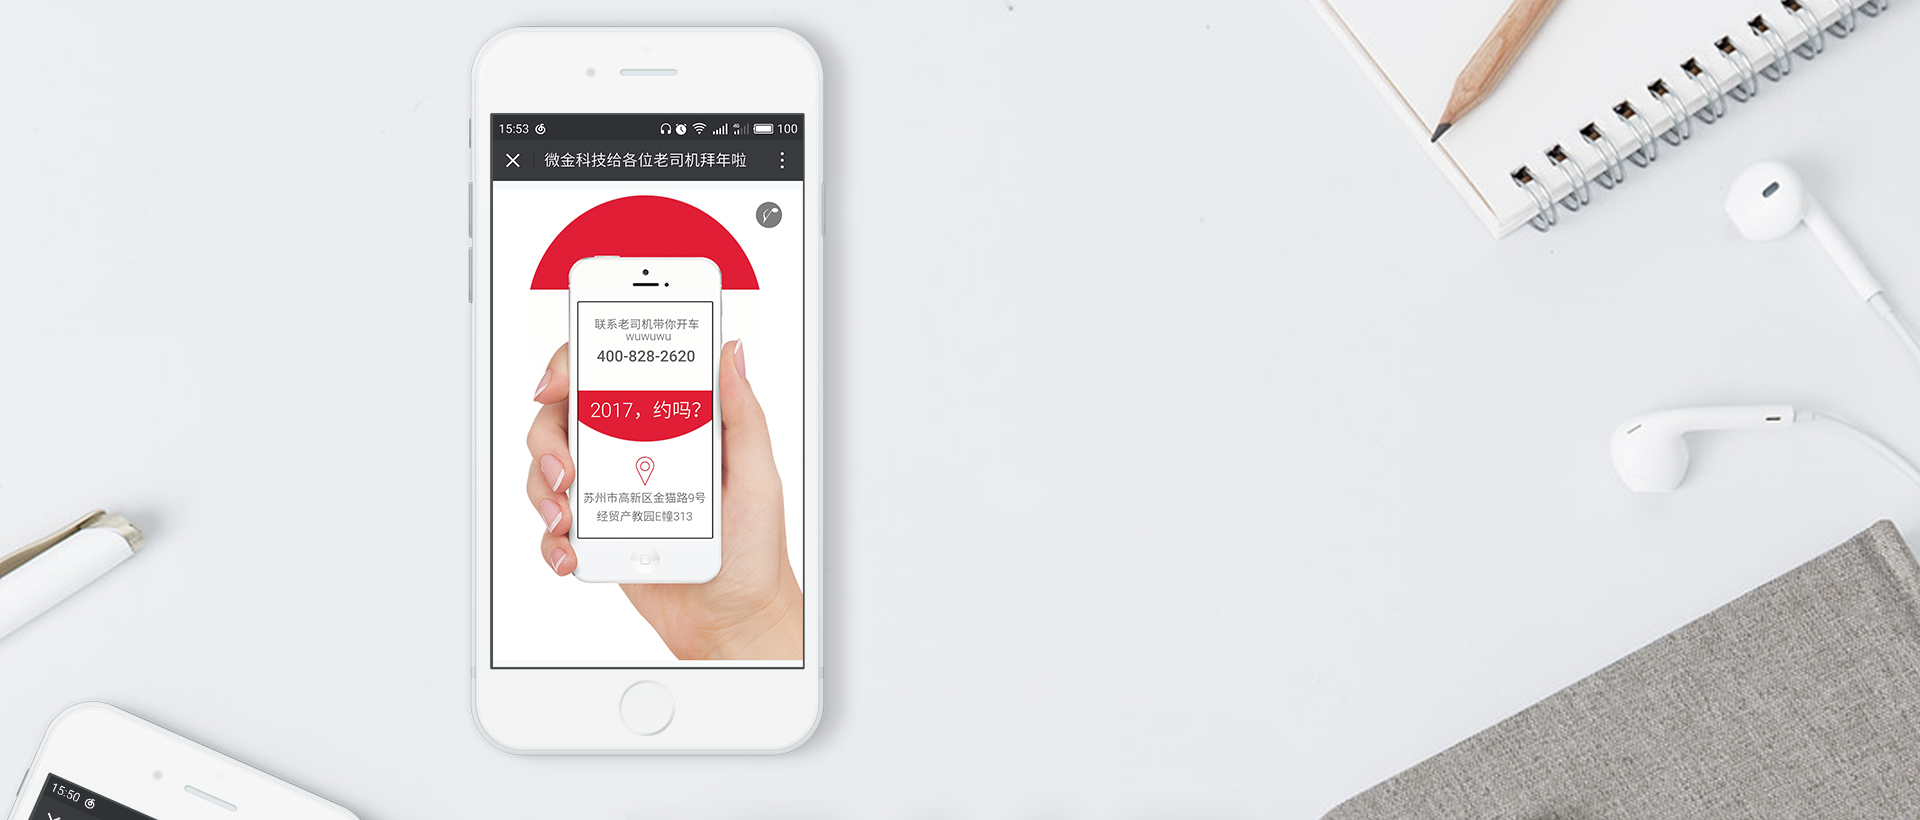 15:53 100
微金科技给各位老司机拜年啦
联系老司机带你开车
wuwuwu
400-828-2620
2017，约吗?
苏州市高新区金猫路9号
经贸产教园E幢313
15:50